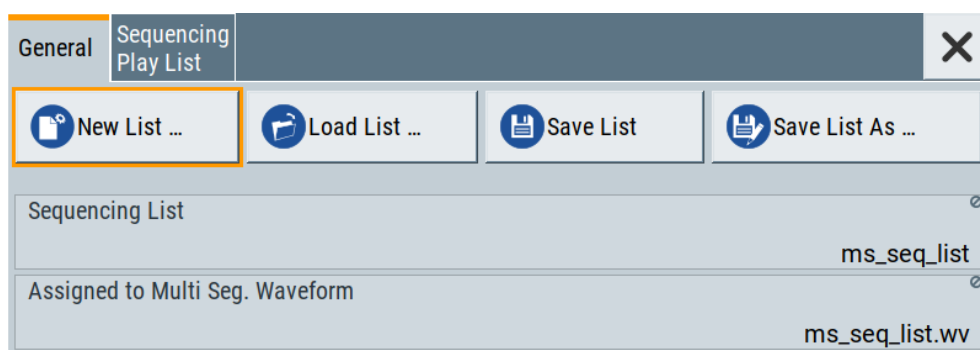 General
Sequencing
Play List
New List ...
Load List ...
Save List
Save List As ...
Sequencing List
ms_seq_list
Assigned to Multi Seg. Waveform
ms_seq_list.wv